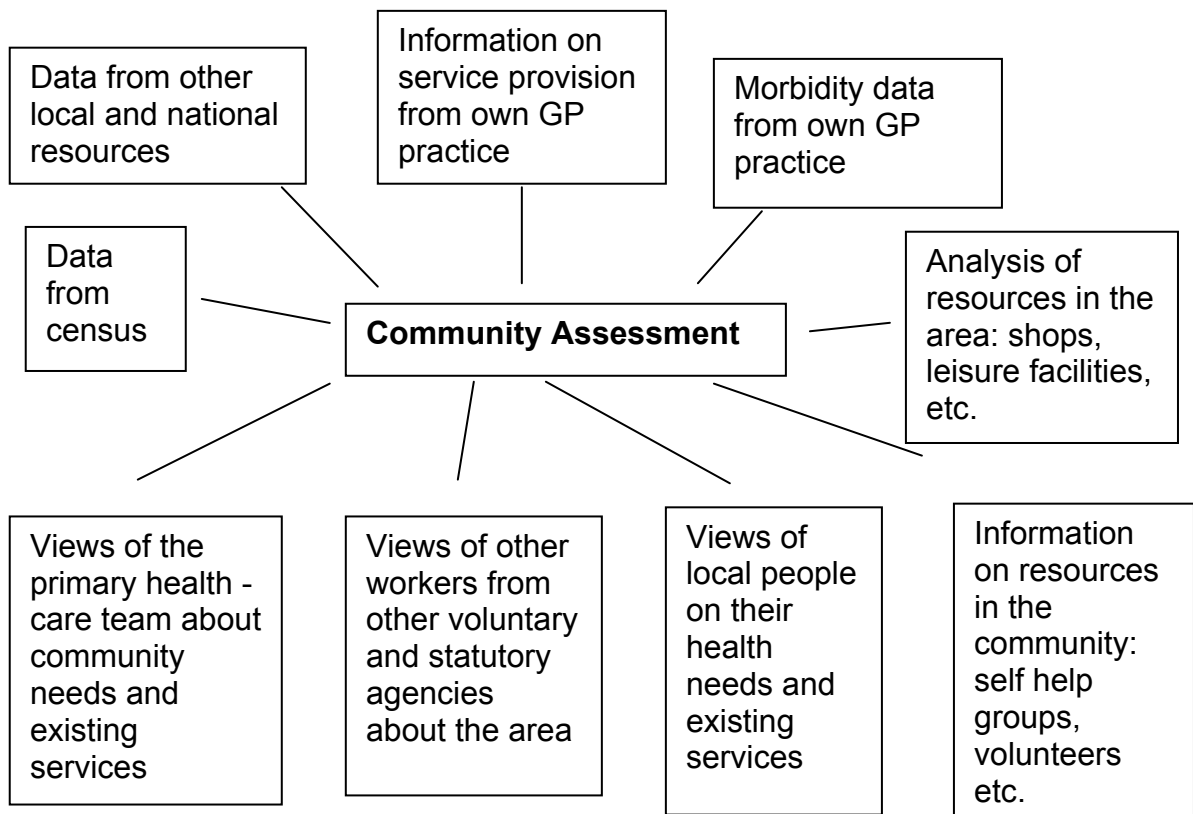 Data from other
local and national
resources
Information on
service provision
from own GP
practice
Morbidity data
from own GP
practice
Data
from
census
Community Assessment
Analysis of
resources in the
area: shops,
leisure facilities,
etc.
Views of the
primary health -
care team about
community
needs and
existing
services
Views of other
workers from
other voluntary
and statutory
agencies
about the area
Views of
local people
on their
health
needs and
existing
services
Information
on resources
in the
community:
self help
groups,
volunteers
etc.